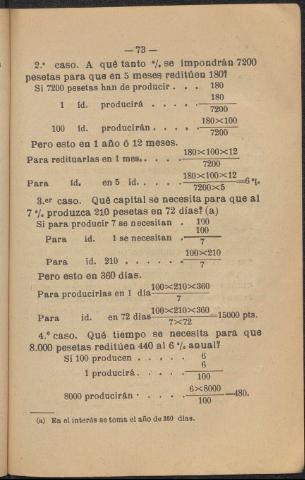 — 73 —
2.º caso. A qué tanto %. se impondrán 7200
pesetas para que en 5 meses reditúen 180?
Si 7200 pesetas han de producir . . . 180
1 id. producirá . . . . . 180/7200
100 id. producirán . . . . . 180×100/7200
Pero esto en 1 año ó 12 meses.
Para redituarlas en 1 mes. . . . 180×100×12/7200
Para id. en 5 id. . . . . 180×100×12/7200×5=6 %.
3.er caso. Qué capital se necesita para que al
7 %. produzca 210 pesetas en 72 días? (a)
Si para producir 7 se necesitan . 100
Para id. 1 se necesitan . 100/7
Para id. 210 . . . . . 100×210/7
Pero esto en 360 días.
Para producirlas en 1 día 100×210×360/7
Para id. en 72 días 100×210×360/7×72=15000 pts.
4.º caso. Qué tiempo se necesita para que
8.000 pesetas reditúen 440 al 6 %. anual?
Si 100 producen . . . . . 6
1 producirá . . . . . 6/100
8000 producirán . . . . . 6×8000/100=480.
(a) En el interés se toma el año de 360 días.